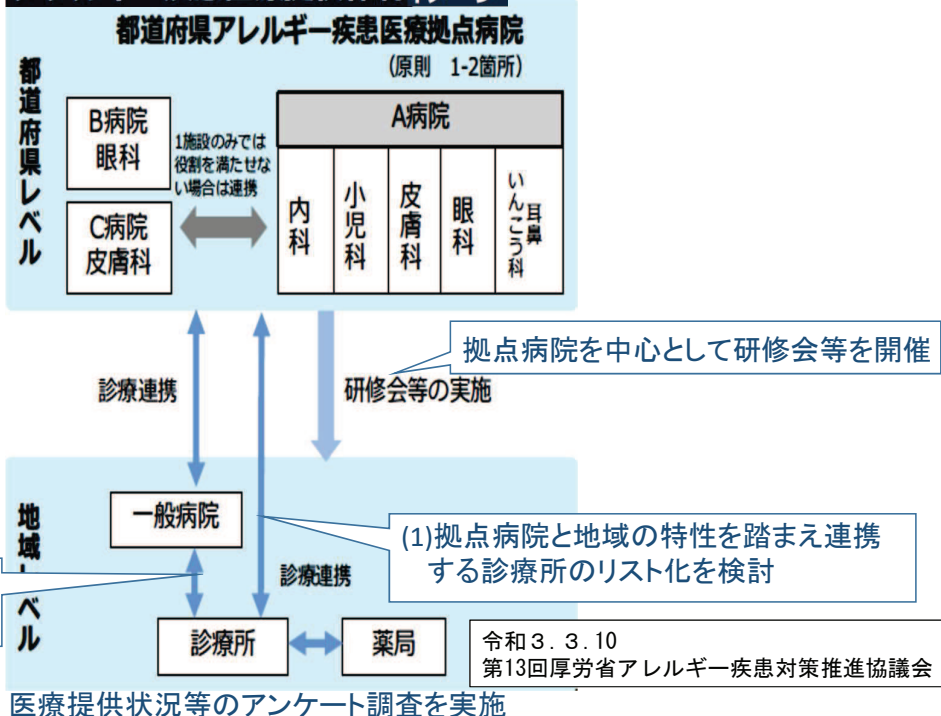 都道府県アレルギー疾患医療拠点病院
(原則 1-2箇所)
都道府県レベル
B病院
眼科
C病院
皮膚科
1施設のみでは
役割を満たせな
い場合は連携
A病院
内科
小児科
皮膚科
眼科
耳鼻
いんこう科
拠点病院を中心として研修会等を開催
診療連携
研修会等の実施
地域
ベル
一般病院
(1)拠点病院と地域の特性を踏まえ連携
する診療所のリスト化を検討
診療連携
診療所
薬局
令和3.3.10
第13回厚労省アレルギー疾患対策推進協議会
医療提供状況等のアンケート調査を実施